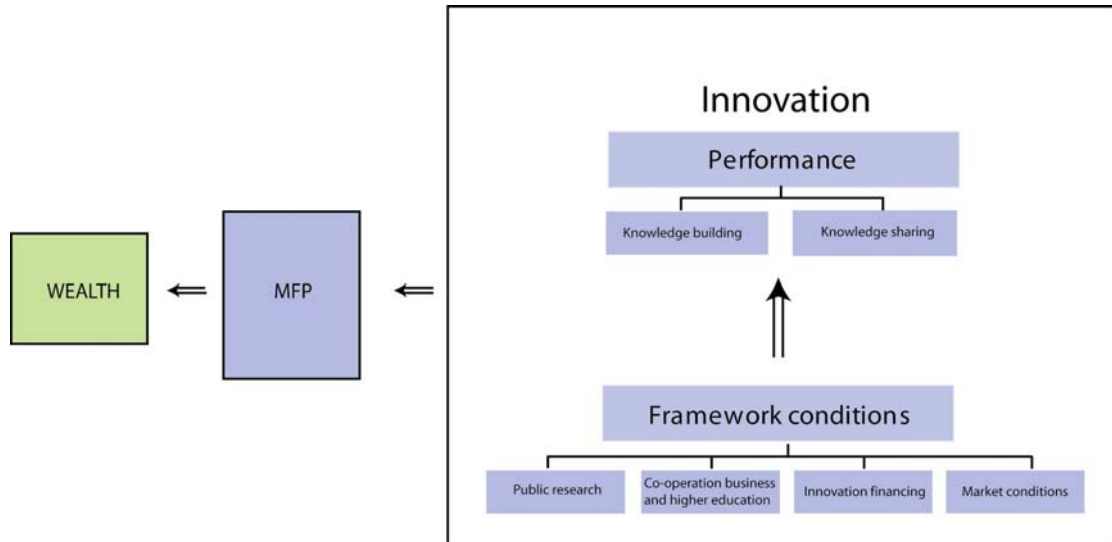 Innovation
Performance
Knowledge building
Knowledge sharing
WEALTH
MFP
Framework conditions
Public research
Co-operation business
and higher education
Innovation financing
Market conditions